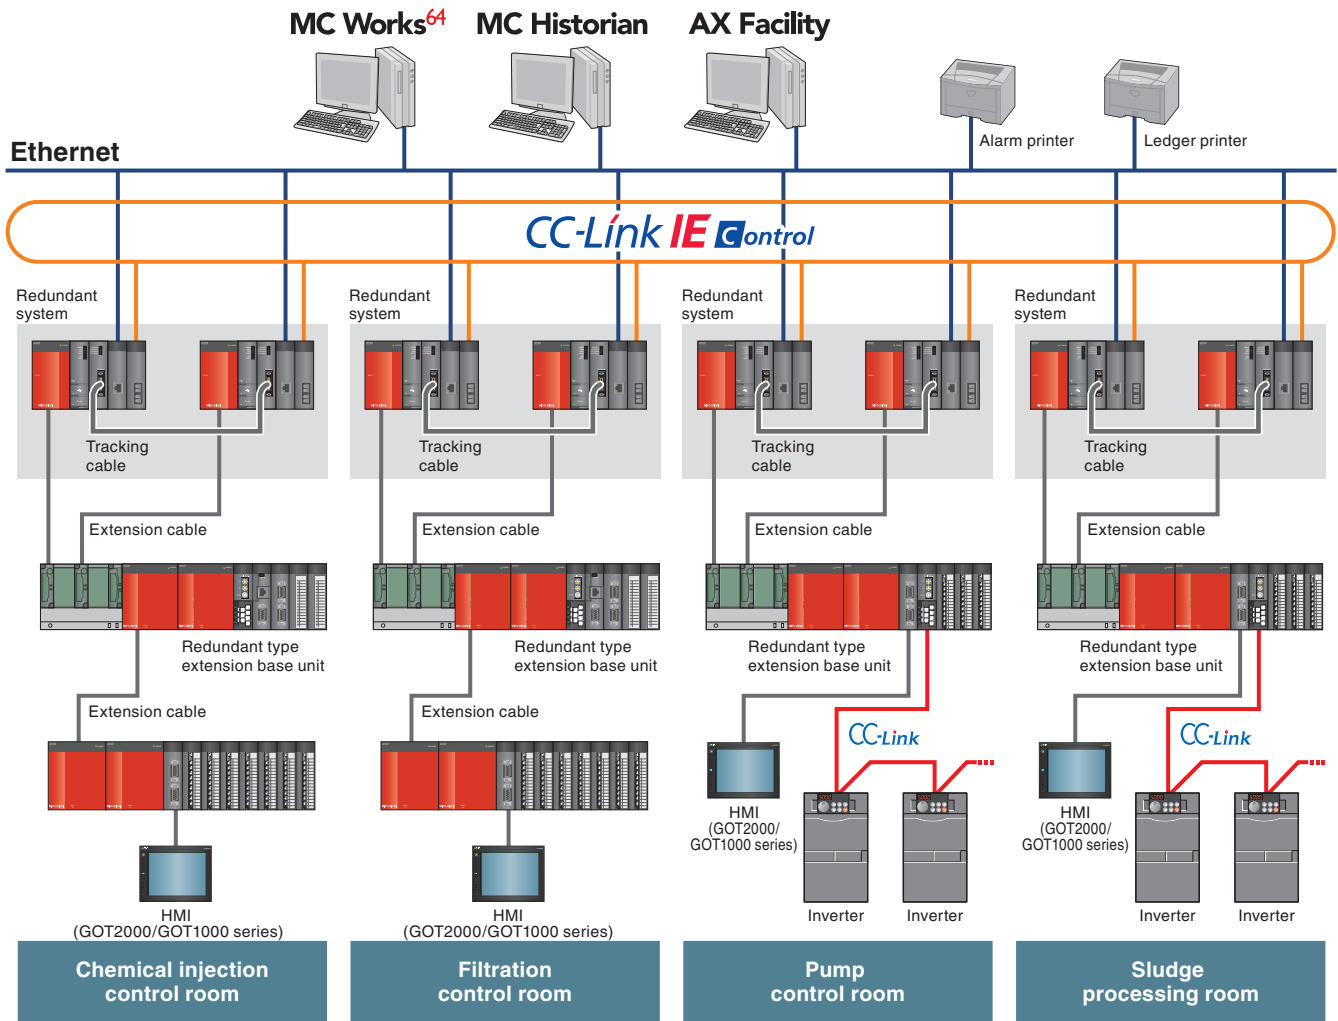 MC Works64 MC Historian AX Facility
Alarm printer Ledger printer
Ethernet
CC-Link IE Control
Redundant
system
Redundant
system
Redundant
system
Redundant
system
Tracking
cable
Tracking
cable
Tracking
cable
Tracking
cable
Extension cable
Extension cable
Extension cable
Extension cable
Redundant type
extension base unit
Redundant type
extension base unit
Redundant type
extension base unit
Redundant type
extension base unit
Extension cable
Extension cable
CC-Link
CC-Link
HMI
(GOT2000/
GOT1000 series)
HMI
(GOT2000/
GOT1000 series)
HMI
(GOT2000/GOT1000 series)
HMI
(GOT2000/GOT1000 series)
Inverter
Inverter
Inverter
Inverter
Chemical injection
control room
Filtration
control room
Pump
control room
Sludge
processing room